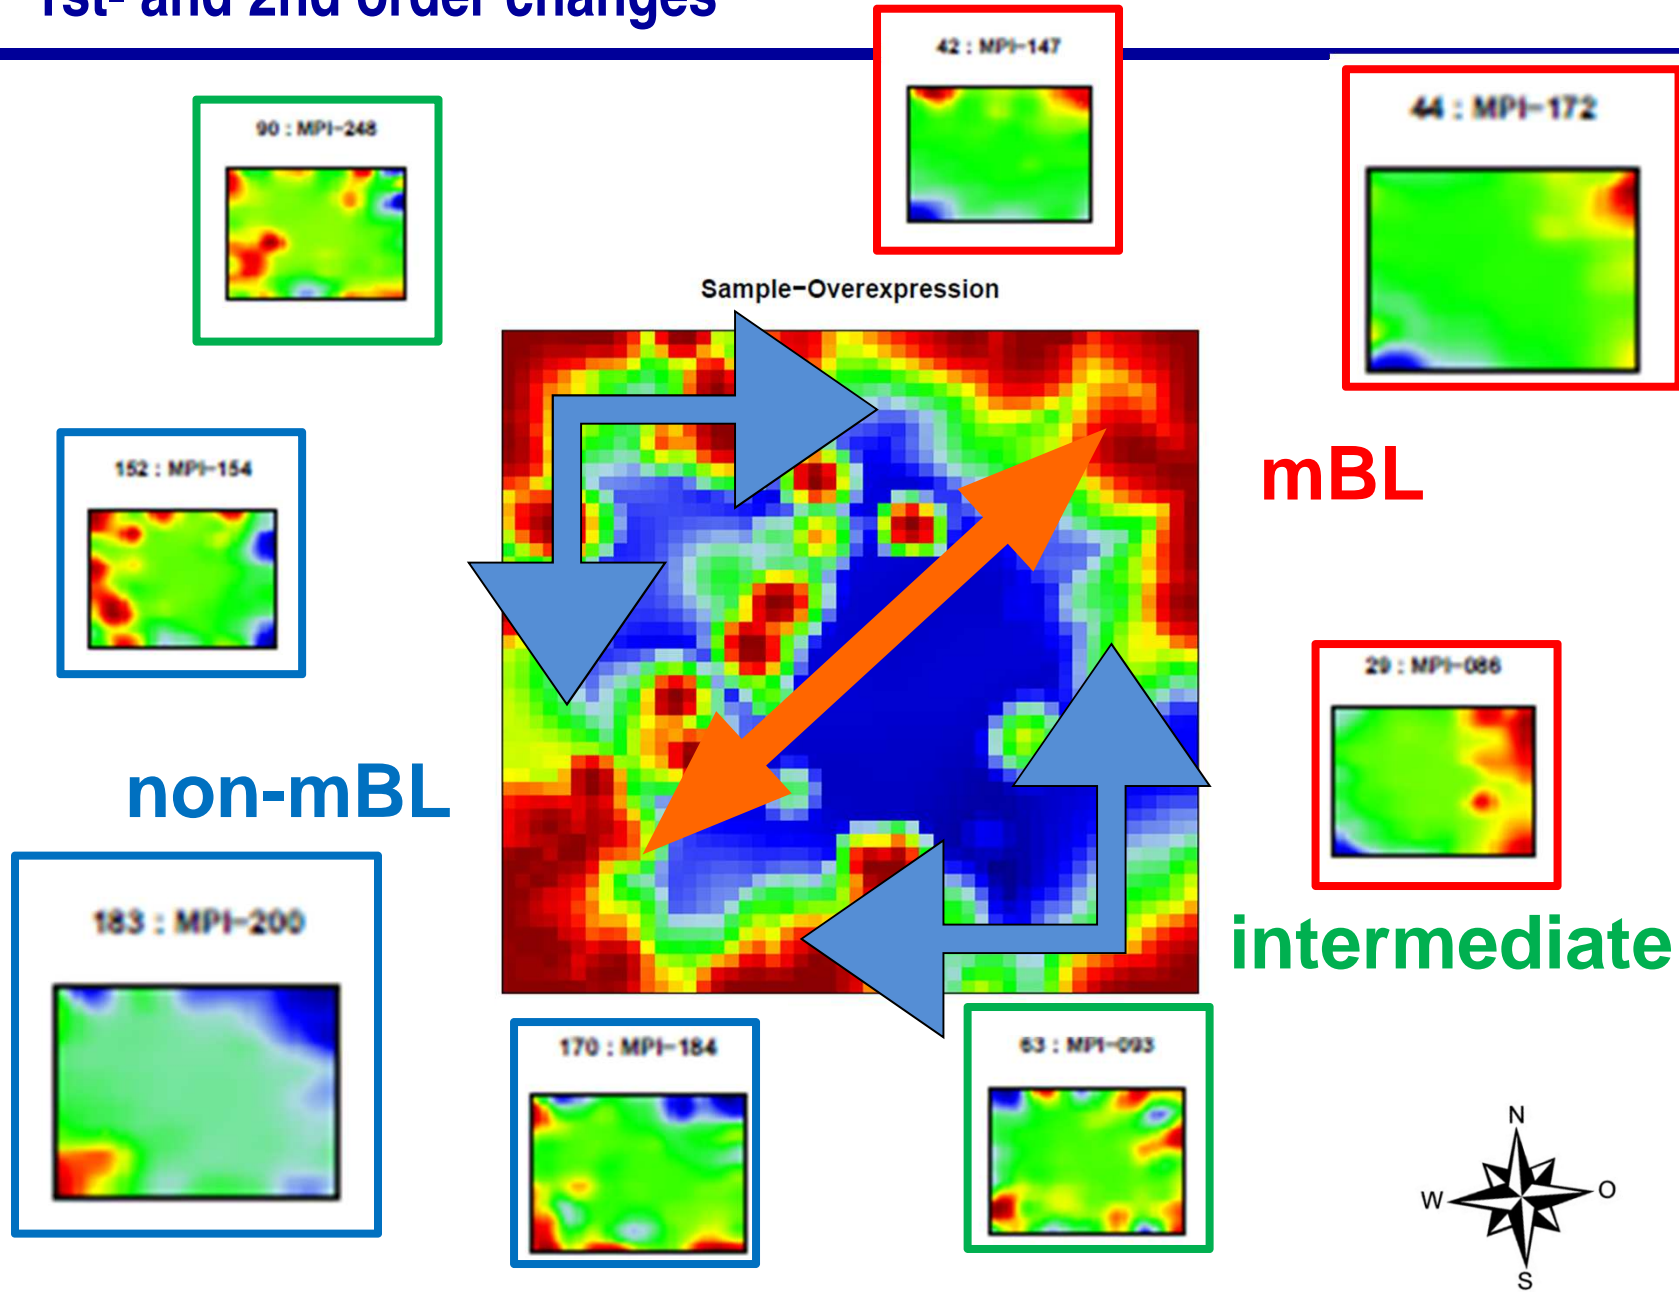 1st- and 2nd order changes
42 : MPI-147
44 : MPI-172
90 : MPI-248
Sample-Overexpression
152 : MPI-154
mBL
29 : MPI-086
non-mBL
183 : MPI-200
intermediate
170 : MPI-184
63 : MPI-093
N
W
O
S